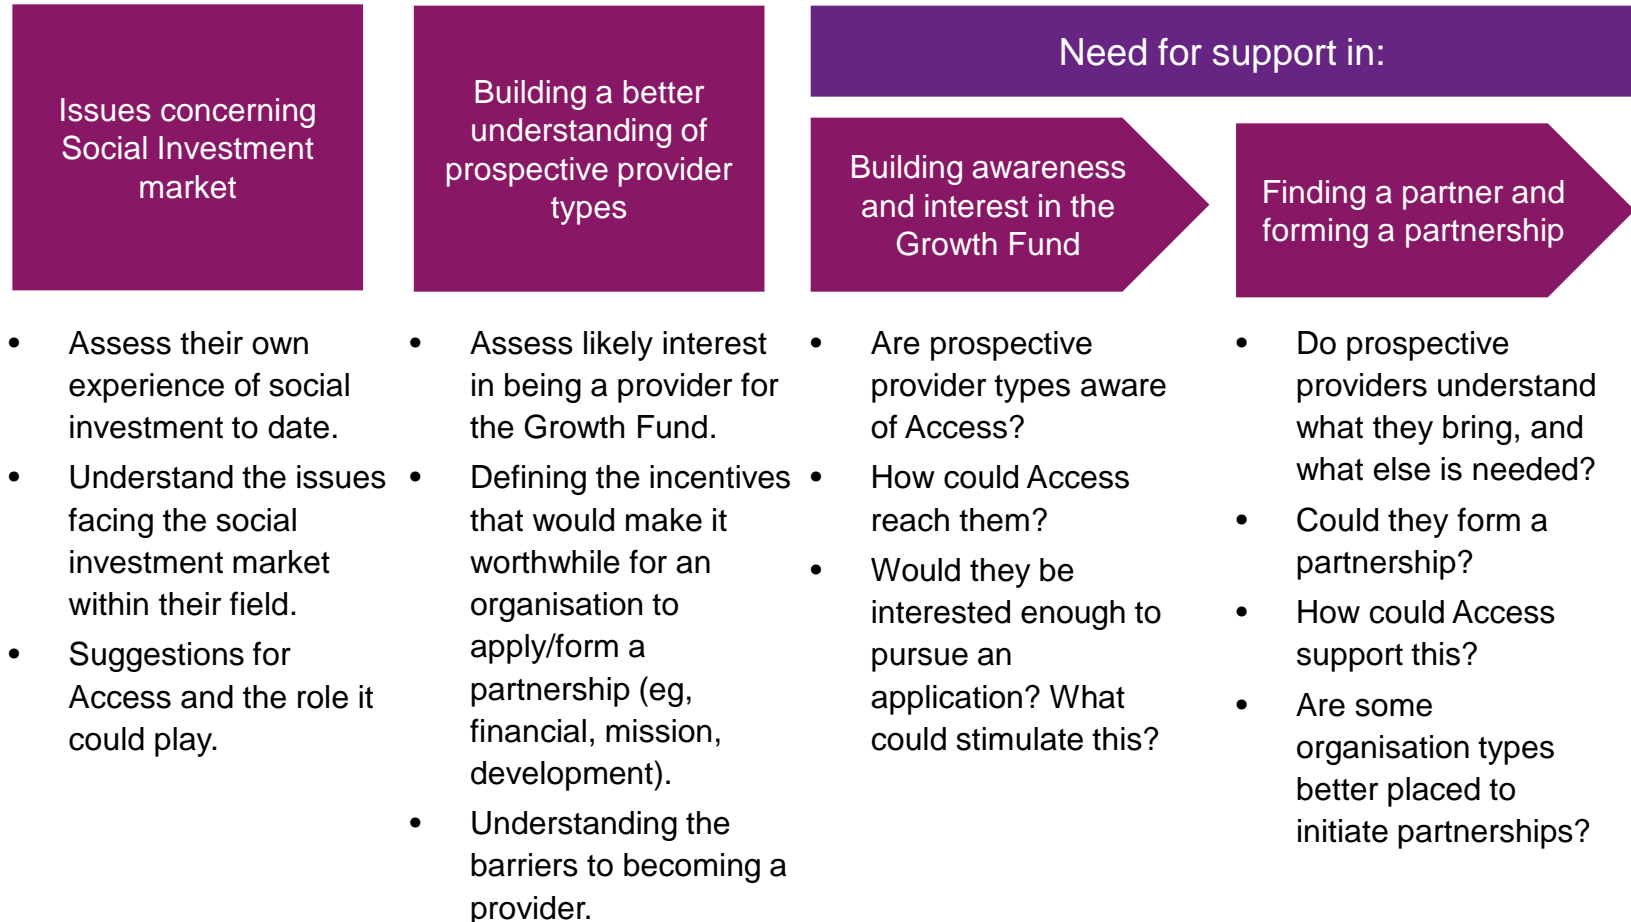 Issues concerning
Social Investment
market
Building a better
understanding of
prospective provider
types
Need for support in:
Building awareness
and interest in the
Growth Fund
Finding a partner and
forming a partnership
• Assess their own
experience of social
investment to date.
• Understand the issues
facing the social
investment market
within their field.
• Suggestions for
Access and the role it
could play.
• Assess likely interest
in being a provider for
the Growth Fund.
• Defining the incentives
that would make it
worthwhile for an
organisation to
apply/form a
partnership (eg,
financial, mission,
development).
• Understanding the
barriers to becoming a
provider.
• Are prospective
provider types aware
of Access?
• How could Access
reach them?
• Would they be
interested enough to
pursue an
application? What
could stimulate this?
• Do prospective
providers understand
what they bring, and
what else is needed?
• Could they form a
partnership?
• How could Access
support this?
• Are some
organisation types
better placed to
initiate partnerships?